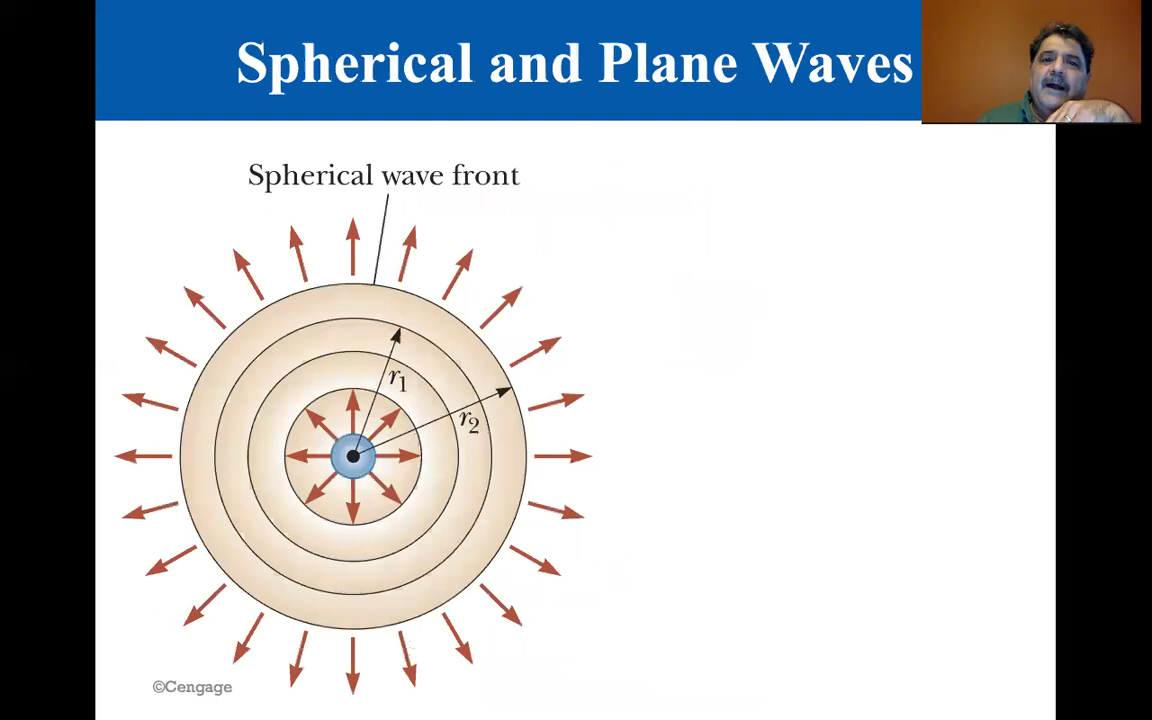 Spherical and Plane Waves
Spherical wave front
r1
r2
©Cengage